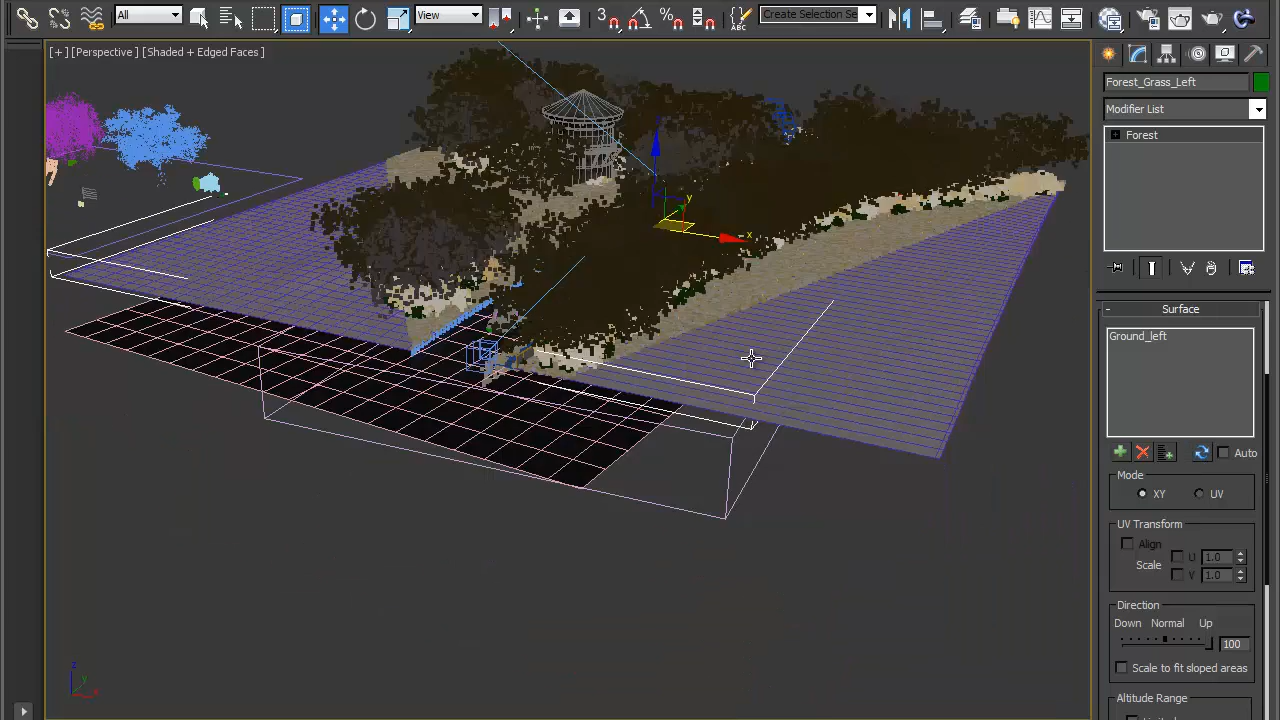 All
View
3
%
ABC
Create Selection Se
[+] [Perspective] [Shaded + Edged Faces]
Forest_Grass_Left
Modifier List
Forest
y
x
Surface
Ground_left
Auto
Mode
XY
UV
UV Transform
Align
Scale
U
1.0
V
1.0
Direction
Down Normal Up
100
Scale to fit sloped areas
Altitude Range
z
y
x